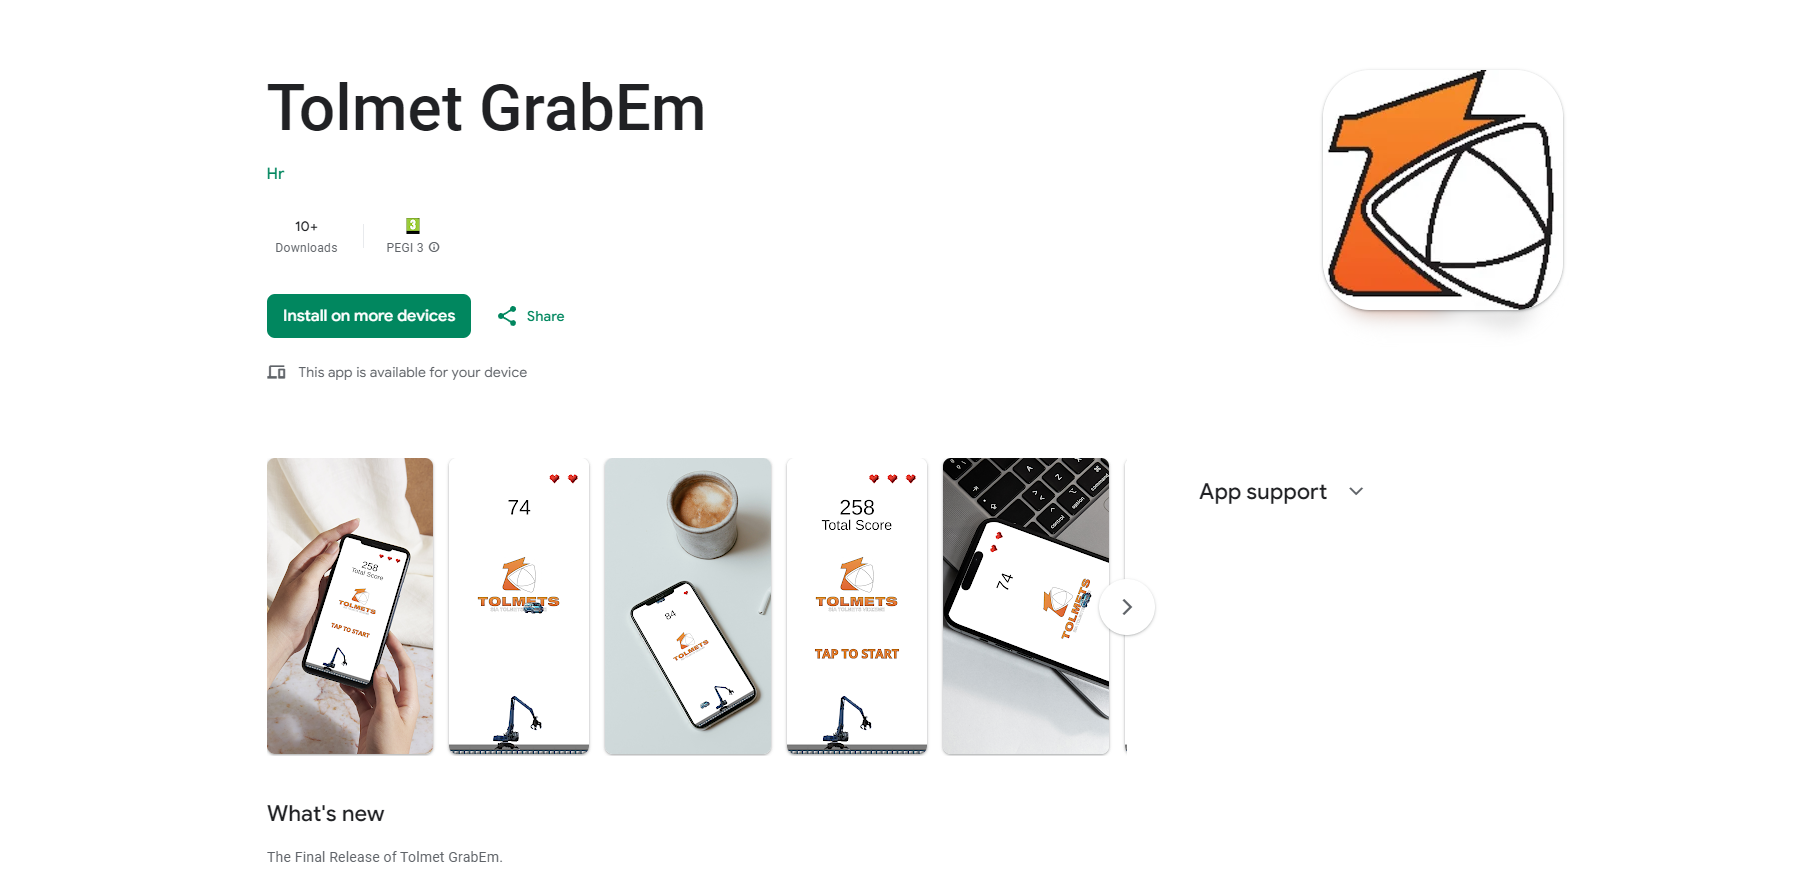 Tolmet GrabEm
Hr
10+
Downloads
3
PEGI 3
Install on more devices
Share
This app is available for your device
258
Total Score
TOLMETS
TAP TO START
74
TOLMETS
84
TOLMETS
258
Total Score
TOLMETS
TAP TO START
74
TOLMETS
App support
What's new
The Final Release of Tolmet GrabEm.